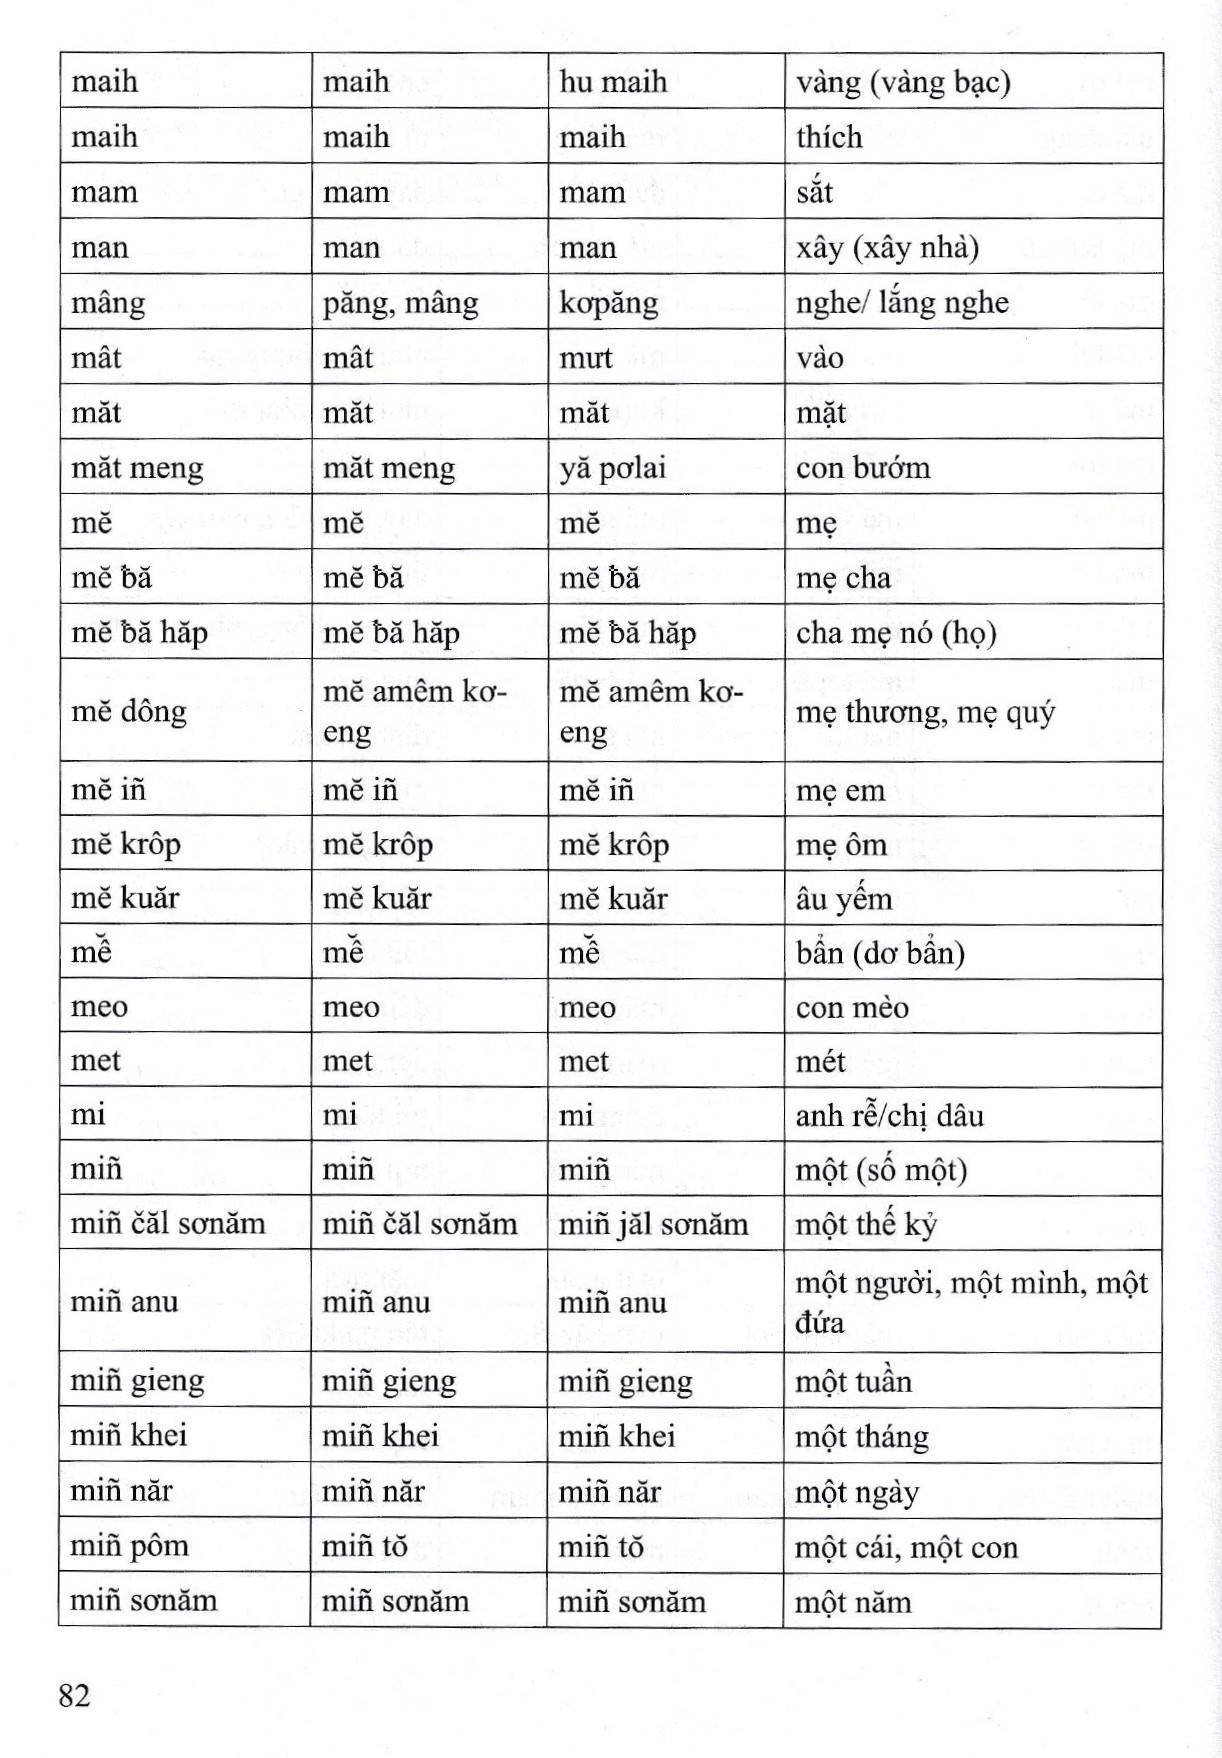 maih maih hu maih vàng (vàng bạc)
maih maih maih thích
mam mam mam sắt
man man man xây (xây nhà)
mâng păng, mâng kơpăng nghe/ lắng nghe
mât mât mưt vào
măt măt măt mặt
măt meng măt meng yă pơlai con bướm
mĕ mĕ mĕ mẹ
mĕ ƀă mĕ ƀă mĕ ƀă mẹ cha
mĕ ƀă hăp mĕ ƀă hăp mĕ ƀă hăp cha mẹ nó (họ)
mĕ dông mĕ amêm kơ-eng mĕ amêm kơ-eng mẹ thương, mẹ quý
mĕ iñ mĕ iñ mĕ iñ mẹ em
mĕ krôp mĕ krôp mĕ krôp mẹ ôm
mĕ kuăr mĕ kuăr mĕ kuăr âu yếm
mê̆ mê̆ mê̆ bẩn (dơ bẩn)
meo meo meo con mèo
met met met mét
mi mi mi anh rễ/chị dâu
miñ miñ miñ một (số một)
miñ čăl sơnăm miñ čăl sơnăm miñ jăl sơnăm một thế kỷ
miñ anu miñ anu miñ anu một người, một mình, một đứa
miñ gieng miñ gieng miñ gieng một tuần
miñ khei miñ khei miñ khei một tháng
miñ năr miñ năr miñ năr một ngày
miñ pôm miñ tŏ miñ tŏ một cái, một con
miñ sơnăm miñ sơnăm miñ sơnăm một năm
82